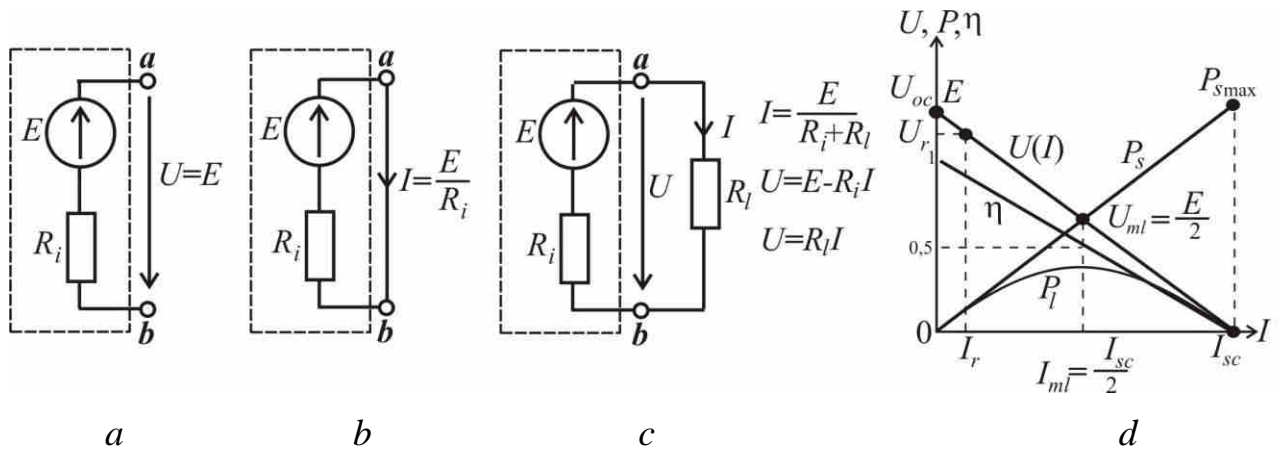 a
E
R_i
U=E
b
a
E
R_i
I=E/R_i
b
a
E
R_i
U
I
R_l
b
I=E/(R_i+R_l)
U=E-R_iI
U=R_lI
U, P,η
U_oc E
U_r
1
η
0,5
0
U(I)
P_s
P_smax
U_ml=E/2
P_l
I_r
I_ml=I_sc/2
I_sc
I
a b c d